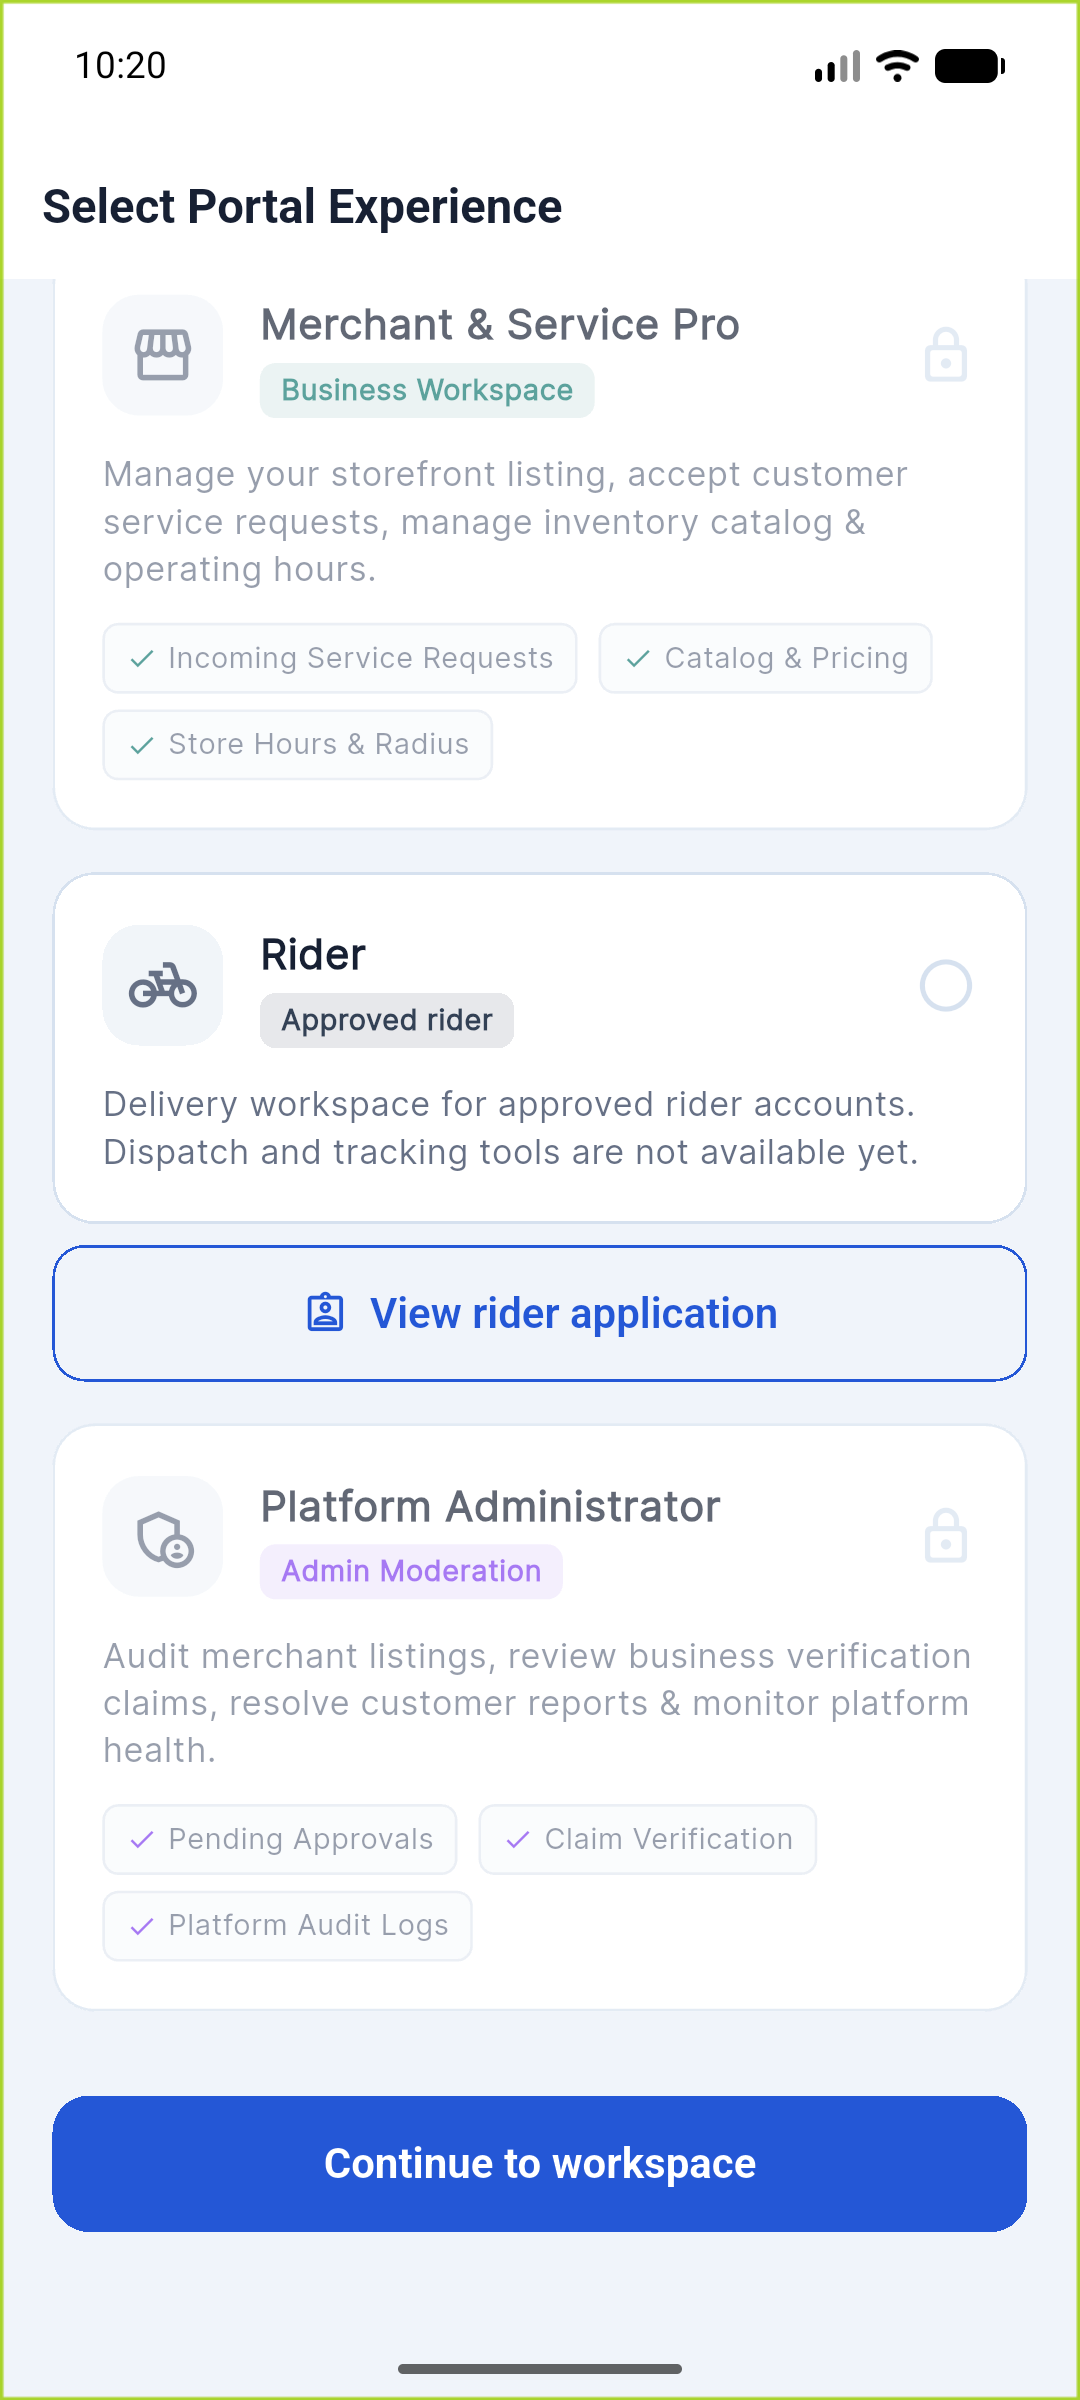 10:20
Select Portal Experience
Merchant & Service Pro
Business Workspace
Manage your storefront listing, accept customer
service requests, manage inventory catalog &
operating hours.
Incoming Service Requests
Catalog & Pricing
Store Hours & Radius
Rider
Approved rider
Delivery workspace for approved rider accounts.
Dispatch and tracking tools are not available yet.
View rider application
Platform Administrator
Admin Moderation
Audit merchant listings, review business verification
claims, resolve customer reports & monitor platform
health.
Pending Approvals
Claim Verification
Platform Audit Logs
Continue to workspace